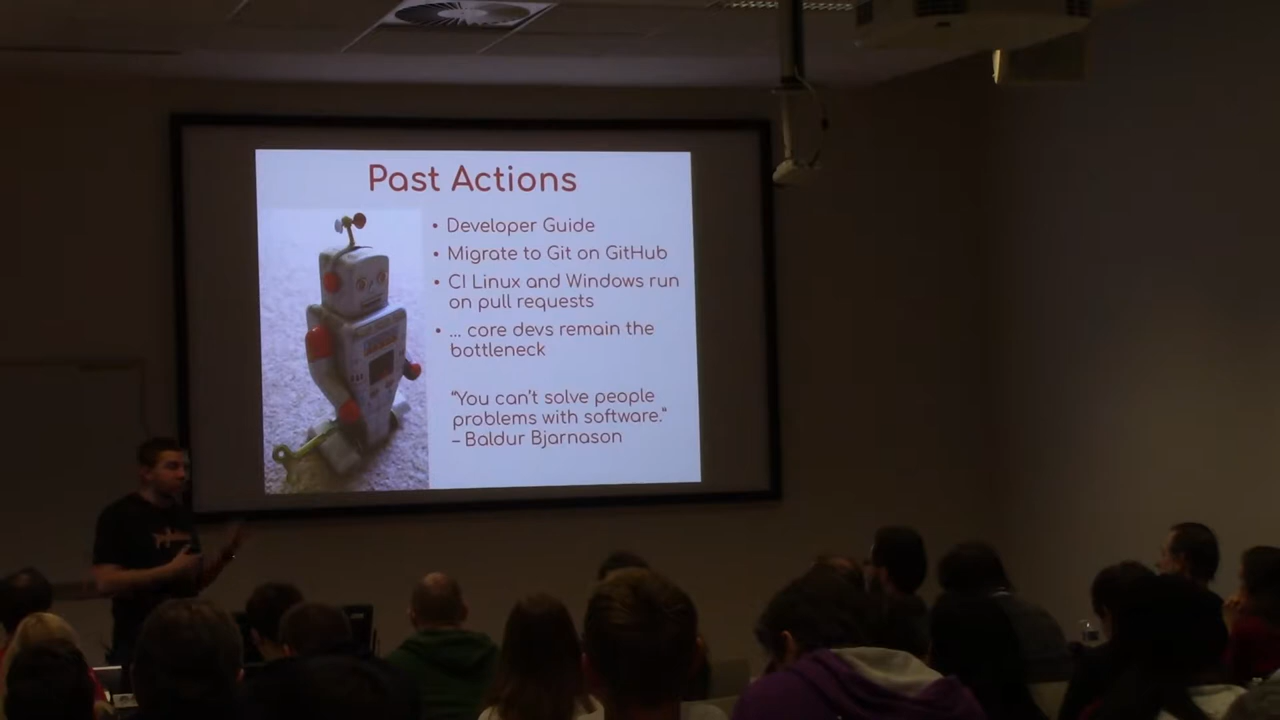 Past Actions
• Developer Guide
• Migrate to Git on GitHub
• CI Linux and Windows run
on pull requests
• ... core devs remain the
bottleneck
“You can't solve people
problems with software.”
– Baldur Bjarnason